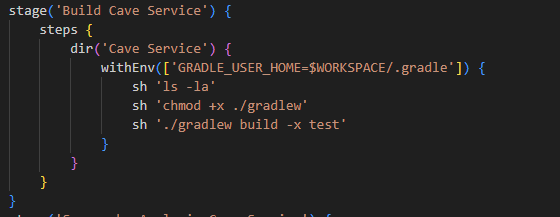 stage('Build Cave Service') {
    steps {
        dir('Cave Service') {
            withEnv(['GRADLE_USER_HOME=$WORKSPACE/.gradle']) {
                sh 'ls -la'
                sh 'chmod +x ./gradlew'
                sh './gradlew build -x test'
            }
        }
    }
}